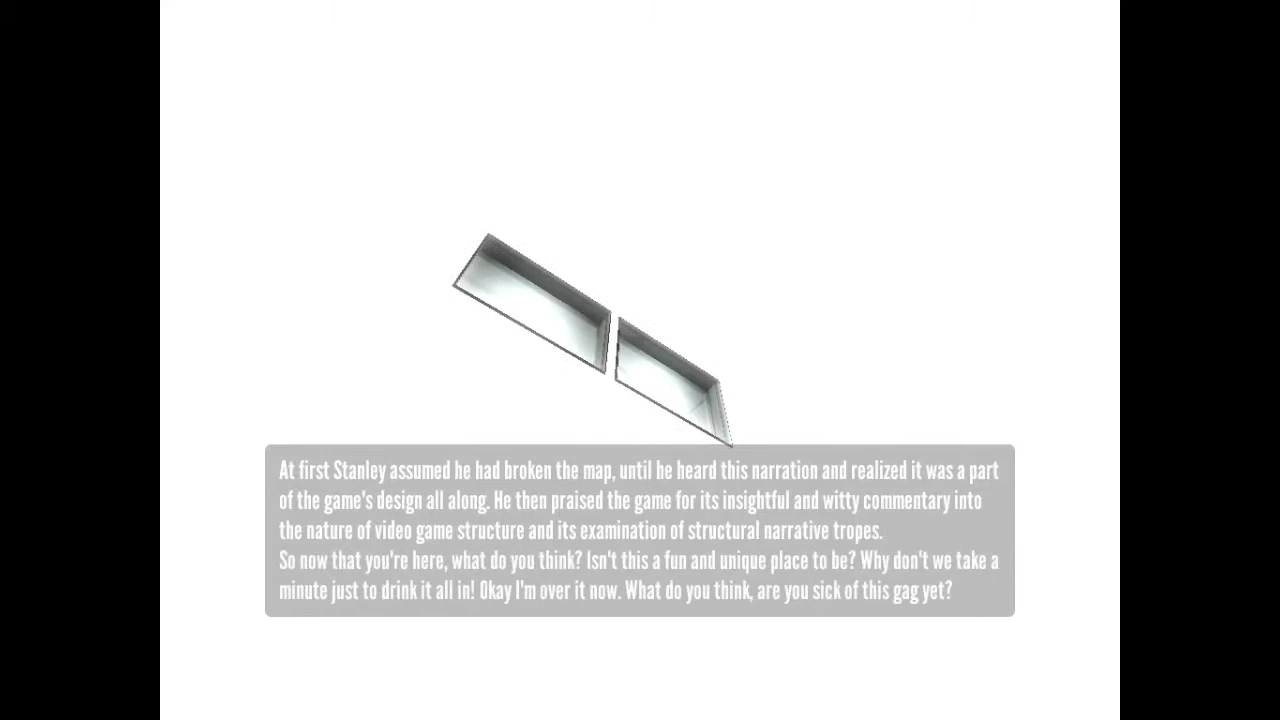 At first Stanley assumed he had broken the map, until he heard this narration and realized it was a part
of the game's design all along. He then praised the game for its insightful and witty commentary into
the nature of video game structure and its examination of structural narrative tropes.
So now that you're here, what do you think? Isn't this a fun and unique place to be? Why don't we take a
minute just to drink it all in! Okay I'm over it now. What do you think, are you sick of this gag yet?